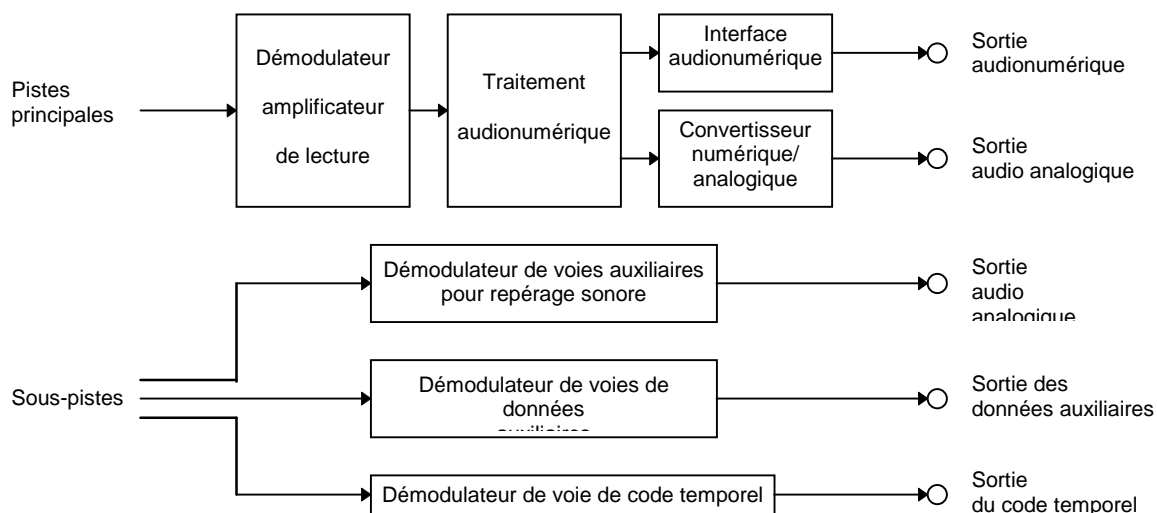 Pistes
principales
Démodulateur
amplificateur
de lecture
Traitement
audionumérique
Interface
audionumérique
Sortie
audionumérique
Convertisseur
numérique/
analogique
Sortie
audio analogique
Sous-pistes
Démodulateur de voies auxiliaires
pour repérage sonore
Sortie
audio
analogique
Démodulateur de voies de
données
auxiliaires
Sortie des
données auxiliaires
Démodulateur de voie de code temporel
Sortie
du code temporel